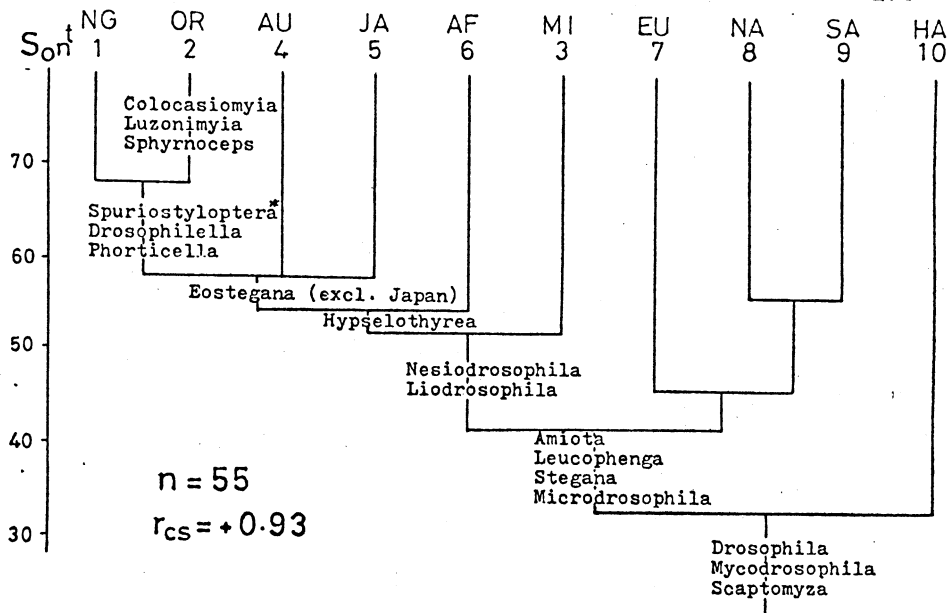 NG OR AU JA AF MI EU NA SA HA
Sont 1 2 4 5 6 3 7 8 9 10
Colocasiomyia
Luzonimyia
Sphyrnoceps
70
Spuriostyloptera*
Drosophilella
Phorticella
60
Eostegana (excl. Japan)
Hypselothyrea
50
Nesiodrosophila
Liodrosophila
40
Amiota
Leucophenga
Stegana
Microdrosophila
n = 55
rcs = +0.93
30
Drosophila
Mycodrosophila
Scaptomyza